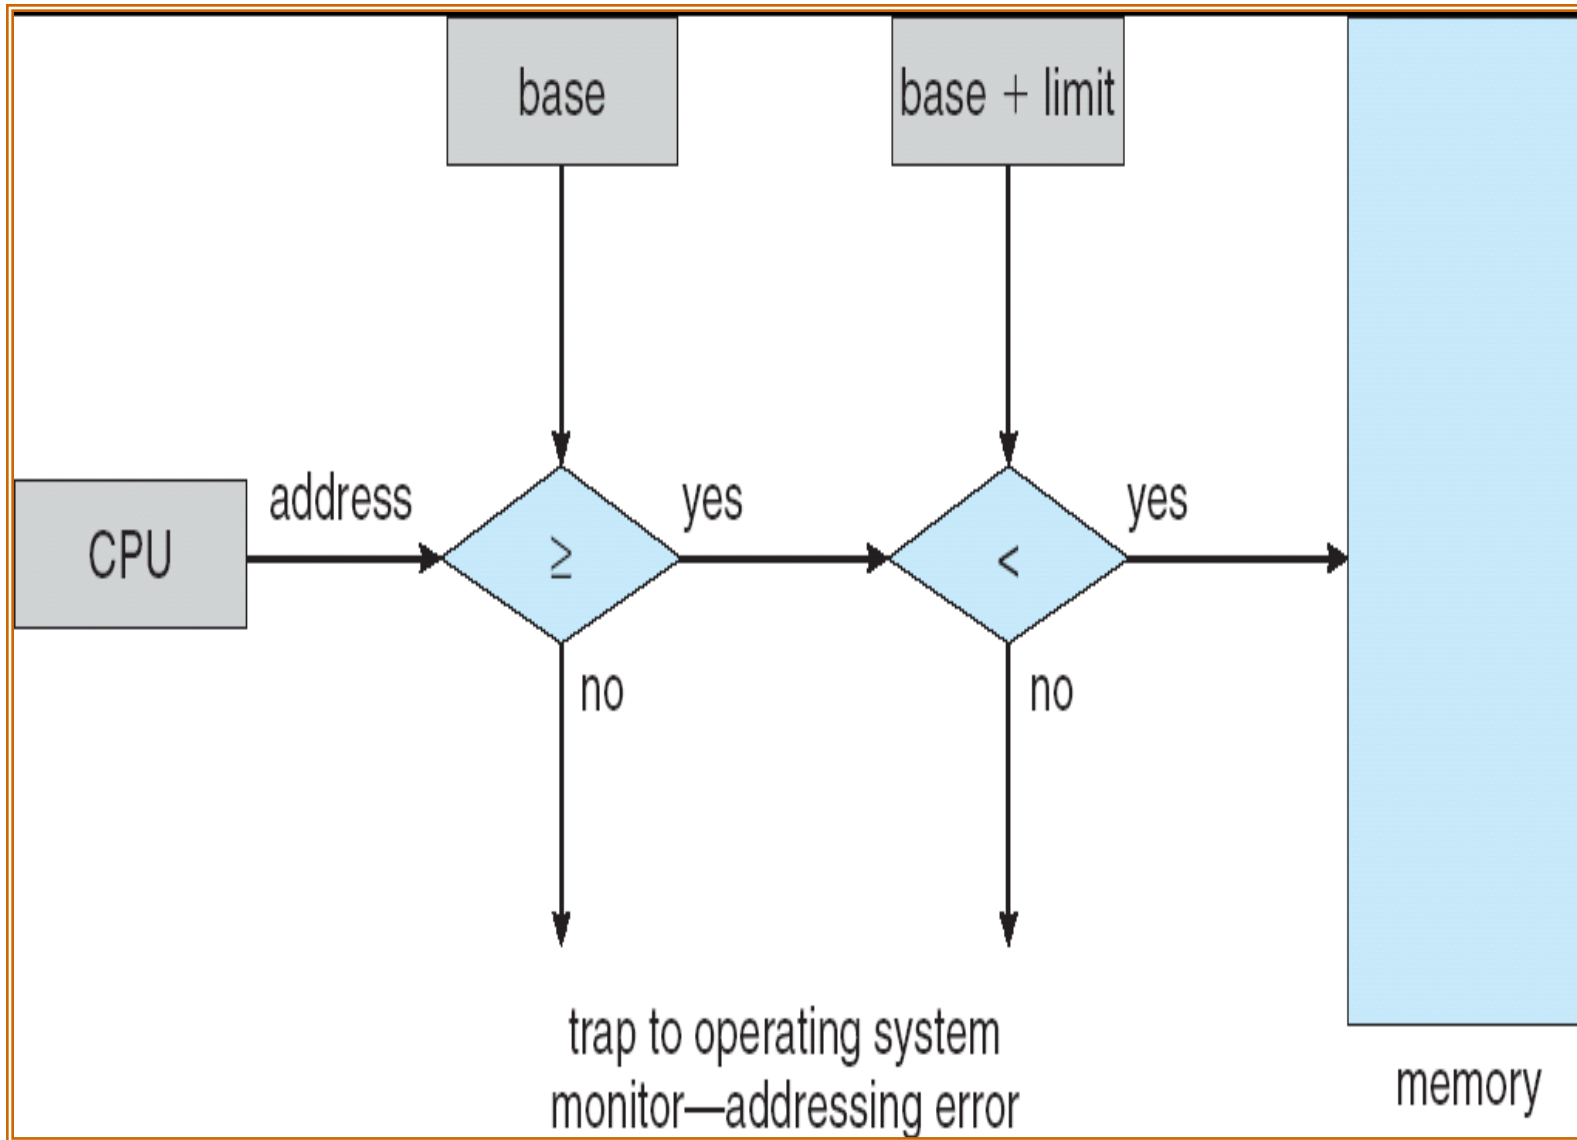 base
base + limit
CPU
address
≥
yes
<
yes
no
no
trap to operating system
monitor—addressing error
memory